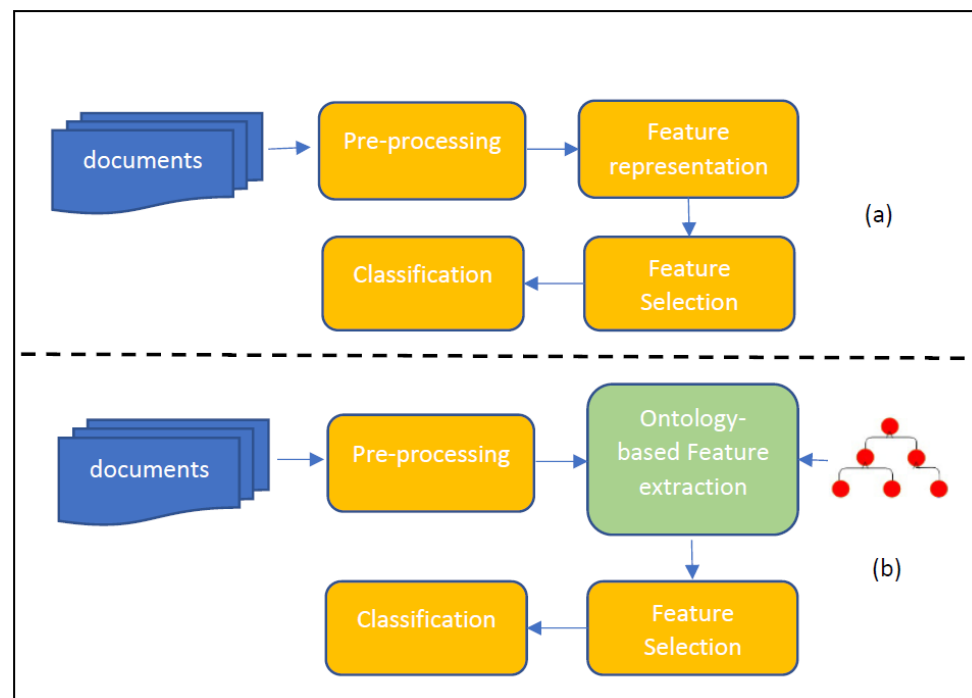 documents
Pre-processing
Feature
representation
(a)
Classification
Feature
Selection
documents
Pre-processing
Ontology-
based Feature
extraction
(b)
Classification
Feature
Selection